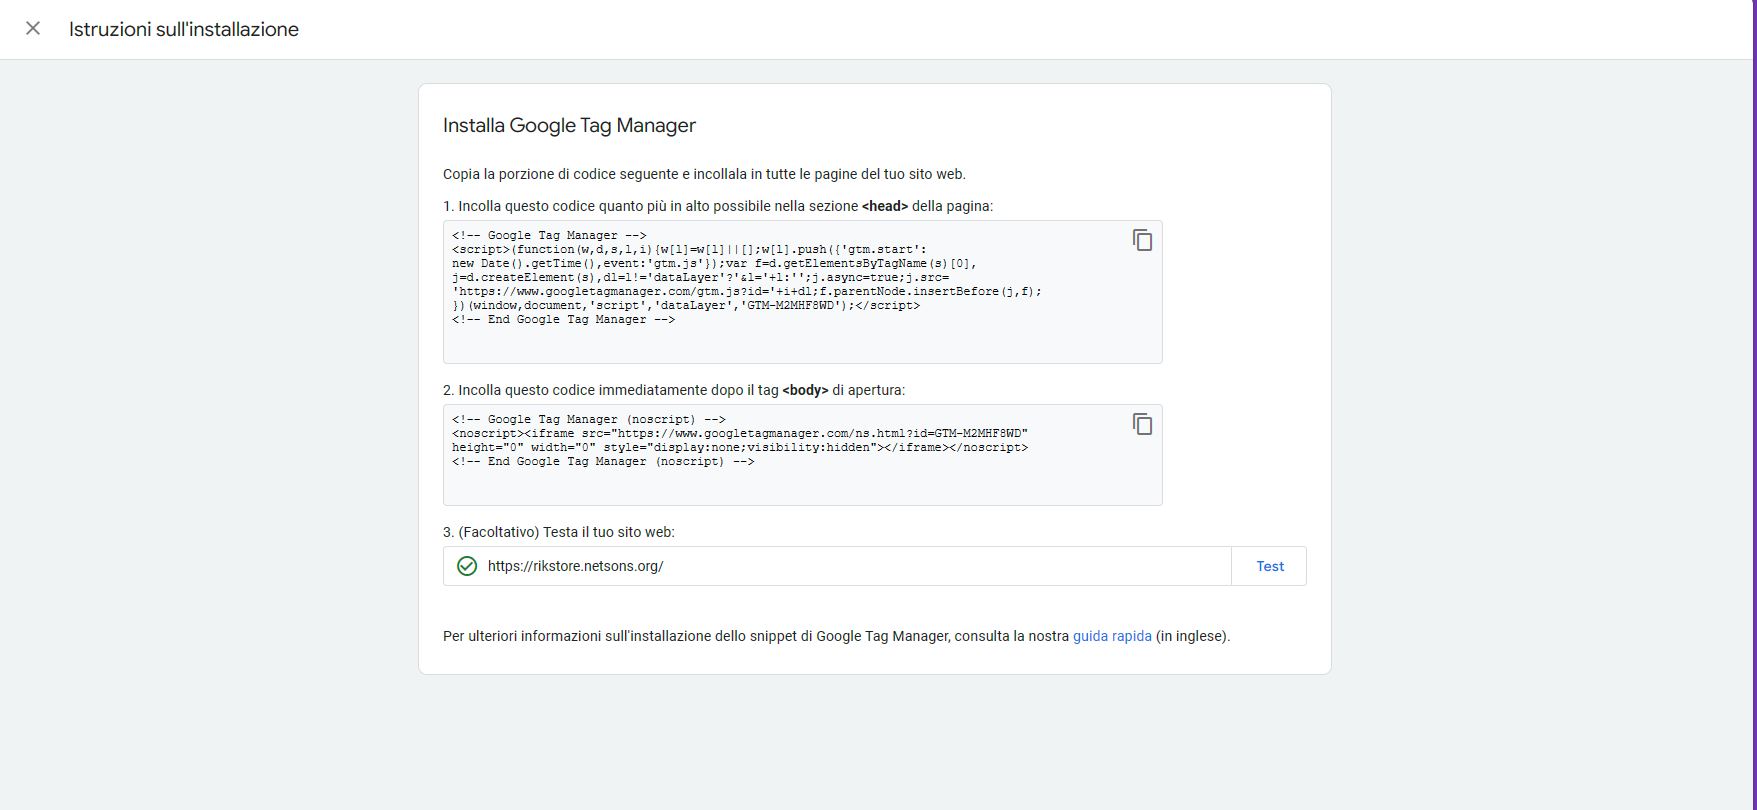 Istruzioni sull'installazione
Installa Google Tag Manager
Copia la porzione di codice seguente e incollala in tutte le pagine del tuo sito web.
1. Incolla questo codice quanto più in alto possibile nella sezione <head> della pagina:
<!-- Google Tag Manager -->
<script>(function(w,d,s,l,i){w[l]=w[l]||[];w[l].push({'gtm.start':
new Date().getTime(),event:'gtm.js'});var f=d.getElementsByTagName(s)[0],
j=d.createElement(s),dl=l!='dataLayer'?'&l='+l:'';j.async=true;j.src=
'https://www.googletagmanager.com/gtm.js?id='+i+dl;f.parentNode.insertBefore(j,f);
})(window,document,'script','dataLayer','GTM-M2MHF8WD');</script>
<!-- End Google Tag Manager -->
2. Incolla questo codice immediatamente dopo il tag <body> di apertura:
<!-- Google Tag Manager (noscript) -->
<noscript><iframe src="https://www.googletagmanager.com/ns.html?id=GTM-M2MHF8WD"
height="0" width="0" style="display:none;visibility:hidden"></iframe></noscript>
<!-- End Google Tag Manager (noscript) -->
3. (Facoltativo) Testa il tuo sito web:
https://rikstore.netsons.org/ Test
Per ulteriori informazioni sull'installazione dello snippet di Google Tag Manager, consulta la nostra guida rapida (in inglese).